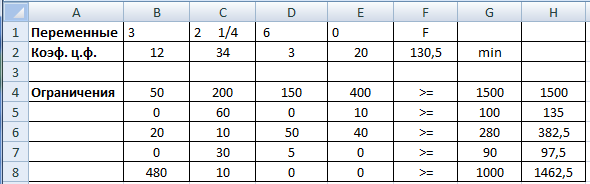 A B C D E F G H
1 Переменные 3 2 1/4 6 0 F
2 Коэф. ц.ф. 12 34 3 20 130,5 min
3
4 Ограничения 50 200 150 400 >= 1500 1500
5 0 60 0 10 >= 100 135
6 20 10 50 40 >= 280 382,5
7 0 30 5 0 >= 90 97,5
8 480 10 0 0 >= 1000 1462,5